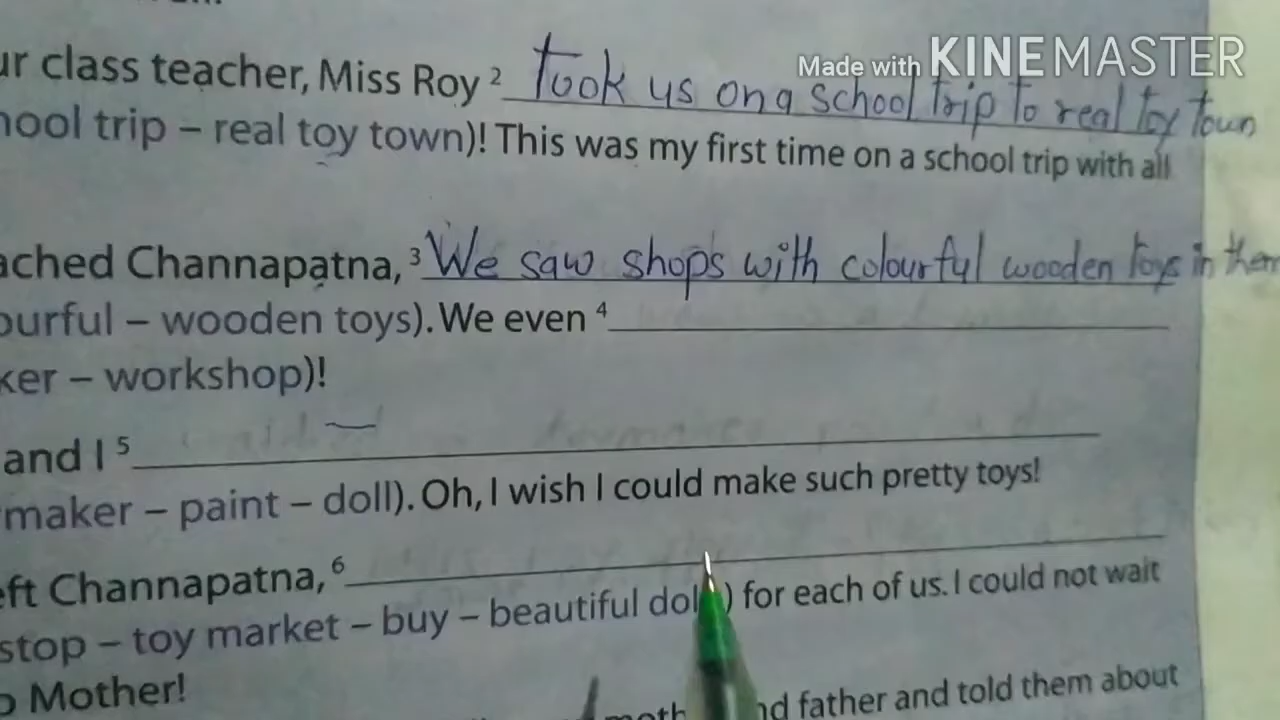 Made with KINEMASTER
ur class teacher, Miss Roy ² took us on a school trip to real toy town
hool trip – real toy town)! This was my first time on a school trip with all
ached Channapatna, ³ We saw shops with colourful wooden toys in them
ourful – wooden toys). We even ⁴
ker – workshop)!
and I ⁵
maker – paint – doll). Oh, I wish I could make such pretty toys!
eft Channapatna, ⁶
stop – toy market – buy – beautiful dol ) for each of us. I could not wait
o Mother!
moth nd father and told them about